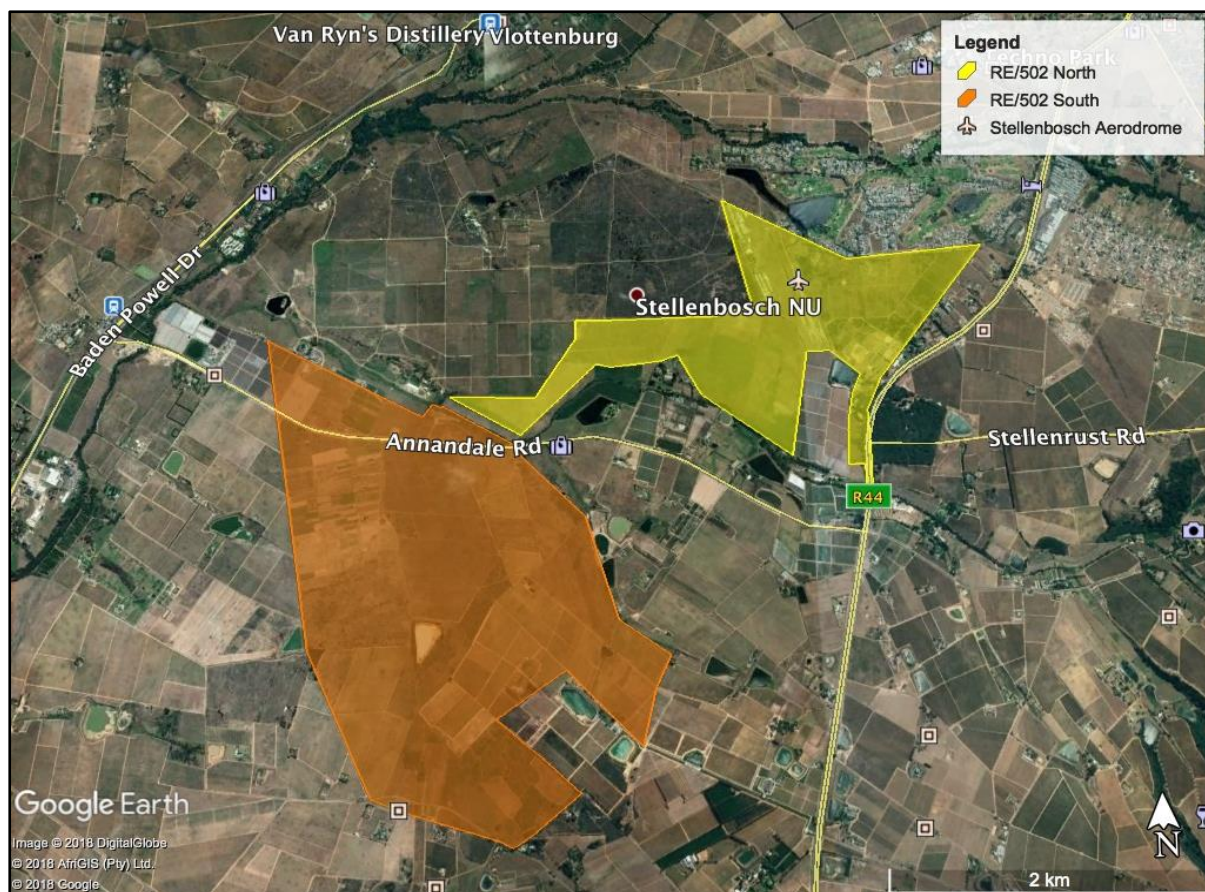 Van Ryn's Distillery
Vlottenburg
Legend
RE/502 North
RE/502 South
Stellenbosch Aerodrome
Techno Park
Baden Powell Dr
Stellenbosch NU
Annandale Rd
Stellenrust Rd
R44
Google Earth
Image © 2018 DigitalGlobe
© 2018 AfriGIS (Pty) Ltd.
© 2018 Google
N
2 km